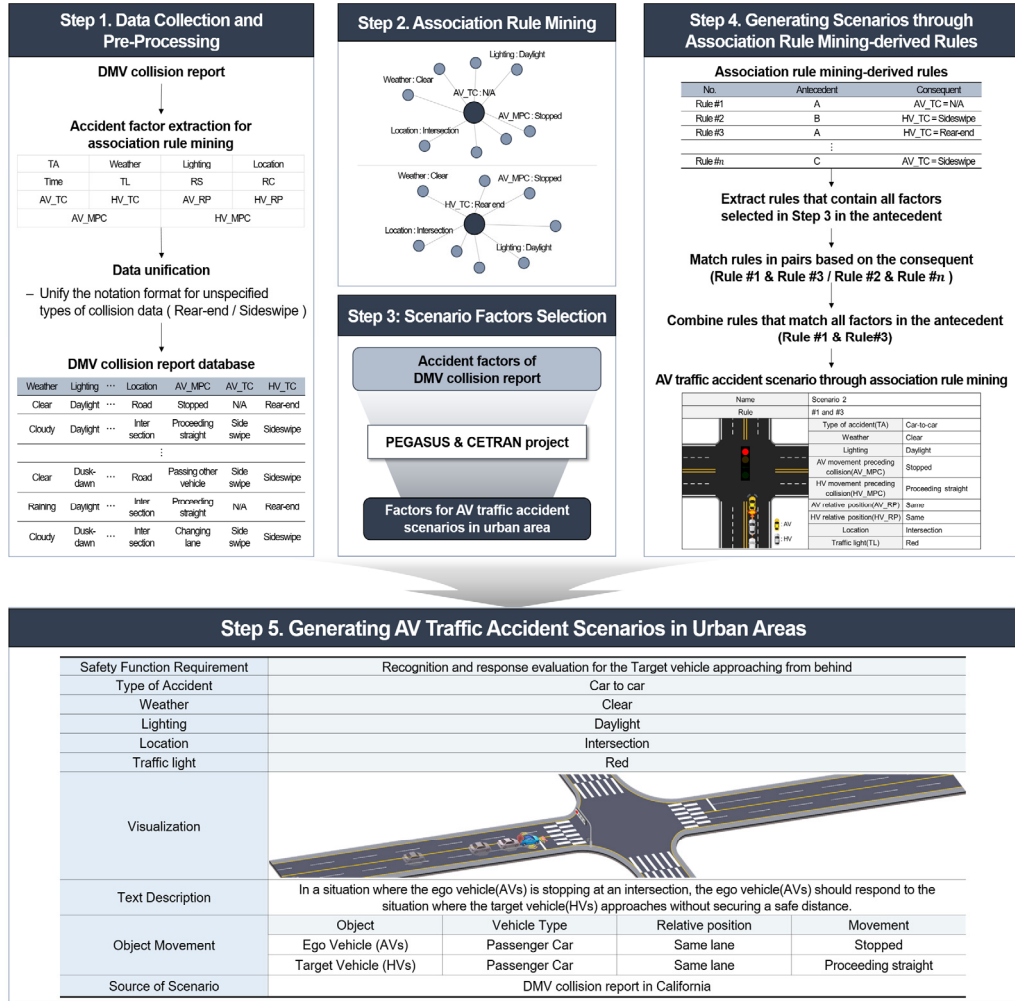 Step 1. Data Collection and
Pre-Processing
DMV collision report
Accident factor extraction for
association rule mining
TA Weather Lighting Location
Time TL RS RC
AV_TC HV_TC AV_RP HV_RP
AV_MPC HV_MPC
Data unification
– Unify the notation format for unspecified
types of collision data ( Rear-end / Sideswipe )
DMV collision report database
Weather Lighting ··· Location AV_MPC AV_TC HV_TC
Clear Daylight ··· Road Stopped N/A Rear-end
Cloudy Daylight ··· Inter section Proceeding straight Side swipe Sideswipe
⋮
Clear Dusk-dawn ··· Road Passing other vehicle Side swipe Sideswipe
Raining Daylight ··· Inter section Proceeding straight N/A Rear-end
Cloudy Dusk-dawn ··· Inter section Changing lane Side swipe Sideswipe
Step 2. Association Rule Mining
Lighting : Daylight
Weather : Clear
AV_TC : N/A
AV_MPC : Stopped
Location : Intersection
Weather : Clear
AV_MPC : Stopped
HV_TC : Rear end
Location : Intersection
Lighting : Daylight
Step 3: Scenario Factors Selection
Accident factors of
DMV collision report
PEGASUS & CETRAN project
Factors for AV traffic accident
scenarios in urban area
Step 4. Generating Scenarios through
Association Rule Mining-derived Rules
Association rule mining-derived rules
No. Antecedent Consequent
Rule #1 A AV_TC = N/A
Rule #2 B HV_TC = Sideswipe
Rule #3 A HV_TC = Rear-end
⋮
Rule #n C AV_TC = Sideswipe
Extract rules that contain all factors
selected in Step 3 in the antecedent
Match rules in pairs based on the consequent
(Rule #1 & Rule #3 / Rule #2 & Rule #n )
Combine rules that match all factors in the antecedent
(Rule #1 & Rule#3)
AV traffic accident scenario through association rule mining
Name Scenario 2
Rule #1 and #3
Type of accident(TA) Car-to-car
Weather Clear
Lighting Daylight
AV movement preceding collision(AV_MPC) Stopped
HV movement preceding collision(HV_MPC) Proceeding straight
AV relative position(AV_RP) Same
HV relative position(HV_RP) Same
Location Intersection
Traffic light(TL) Red
: AV
: HV
Step 5. Generating AV Traffic Accident Scenarios in Urban Areas
Safety Function Requirement Recognition and response evaluation for the Target vehicle approaching from behind
Type of Accident Car to car
Weather Clear
Lighting Daylight
Location Intersection
Traffic light Red
Visualization
Text Description In a situation where the ego vehicle(AVs) is stopping at an intersection, the ego vehicle(AVs) should respond to the
situation where the target vehicle(HVs) approaches without securing a safe distance.
Object Movement Object Vehicle Type Relative position Movement
Ego Vehicle (AVs) Passenger Car Same lane Stopped
Target Vehicle (HVs) Passenger Car Same lane Proceeding straight
Source of Scenario DMV collision report in California